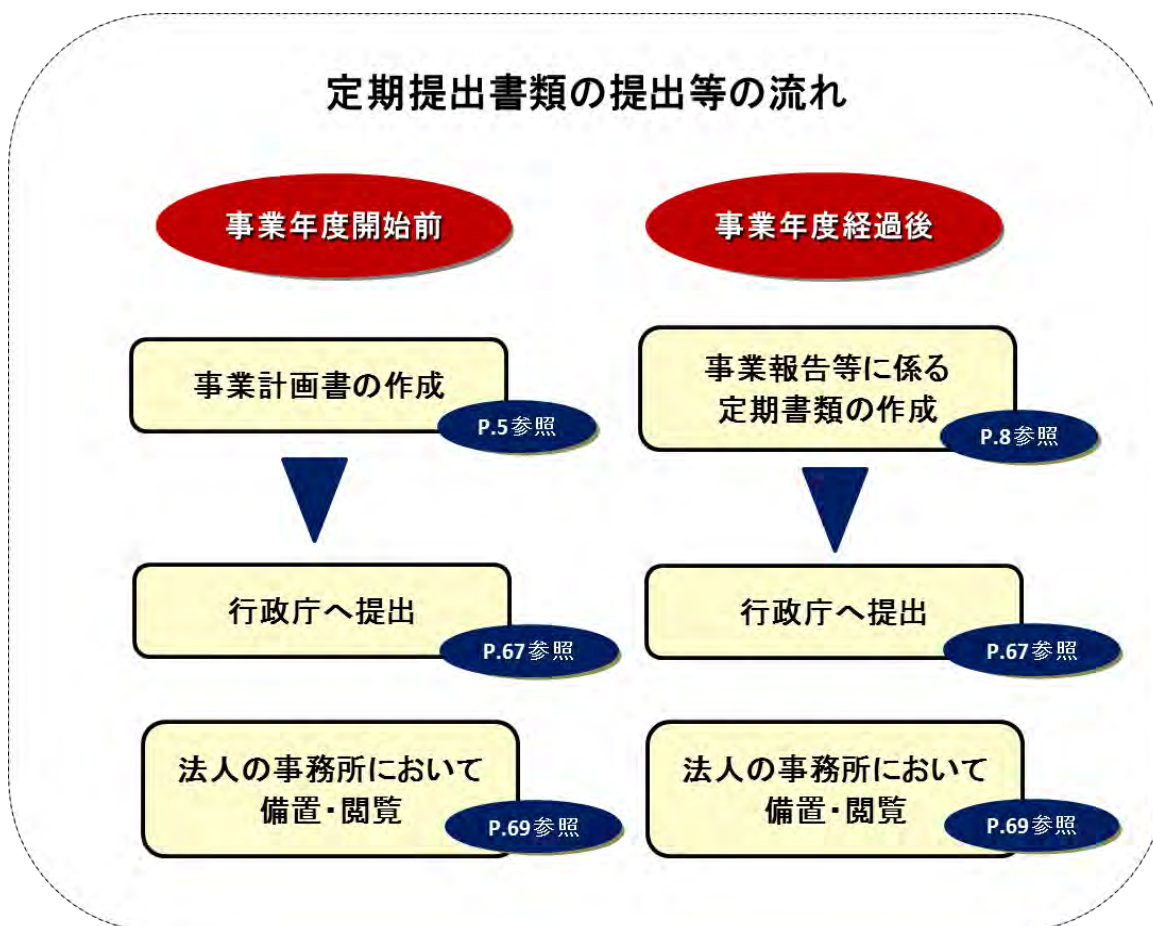 定期提出書類の提出等の流れ
事業年度開始前
事業計画書の作成
P.5参照
行政庁へ提出
P.67参照
法人の事務所において
備置・閲覧
P.69参照
事業年度経過後
事業報告等に係る
定期書類の作成
P.8参照
行政庁へ提出
P.67参照
法人の事務所において
備置・閲覧
P.69参照